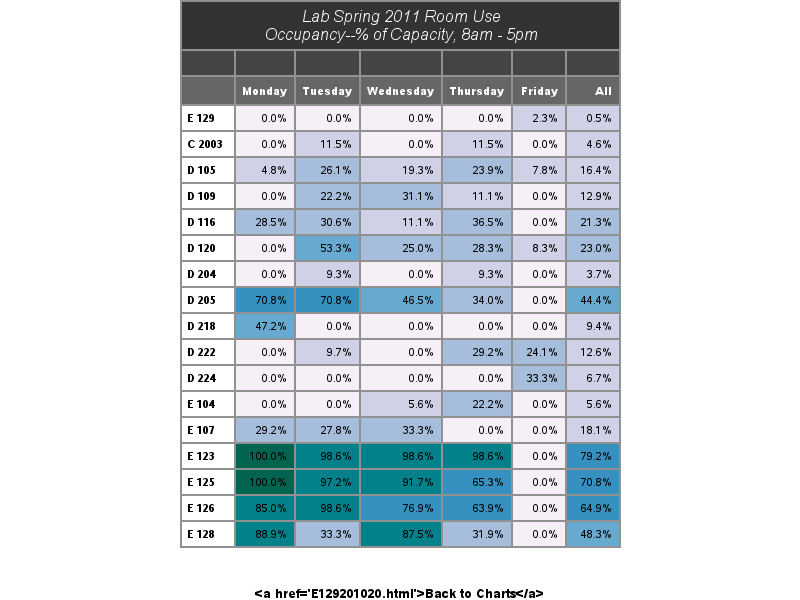 Lab Spring 2011 Room Use
Occupancy--% of Capacity, 8am - 5pm
Monday Tuesday Wednesday Thursday Friday All
E 129 0.0% 0.0% 0.0% 0.0% 2.3% 0.5%
C 2003 0.0% 11.5% 0.0% 11.5% 0.0% 4.6%
D 105 4.8% 26.1% 19.3% 23.9% 7.8% 16.4%
D 109 0.0% 22.2% 31.1% 11.1% 0.0% 12.9%
D 116 28.5% 30.6% 11.1% 36.5% 0.0% 21.3%
D 120 0.0% 53.3% 25.0% 28.3% 8.3% 23.0%
D 204 0.0% 9.3% 0.0% 9.3% 0.0% 3.7%
D 205 70.8% 70.8% 46.5% 34.0% 0.0% 44.4%
D 218 47.2% 0.0% 0.0% 0.0% 0.0% 9.4%
D 222 0.0% 9.7% 0.0% 29.2% 24.1% 12.6%
D 224 0.0% 0.0% 0.0% 0.0% 33.3% 6.7%
E 104 0.0% 0.0% 5.6% 22.2% 0.0% 5.6%
E 107 29.2% 27.8% 33.3% 0.0% 0.0% 18.1%
E 123 100.0% 98.6% 98.6% 98.6% 0.0% 79.2%
E 125 100.0% 97.2% 91.7% 65.3% 0.0% 70.8%
E 126 85.0% 98.6% 76.9% 63.9% 0.0% 64.9%
E 128 88.9% 33.3% 87.5% 31.9% 0.0% 48.3%
<a href='E129201020.html'>Back to Charts</a>